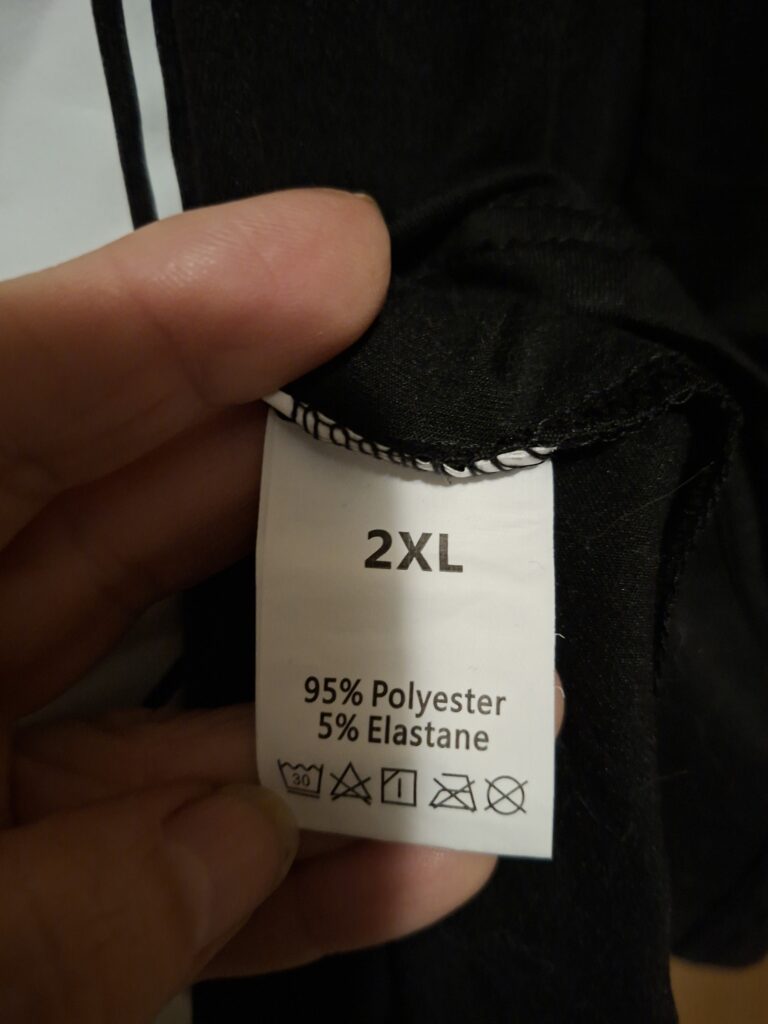 2XL
95% Polyester
5% Elastane
30